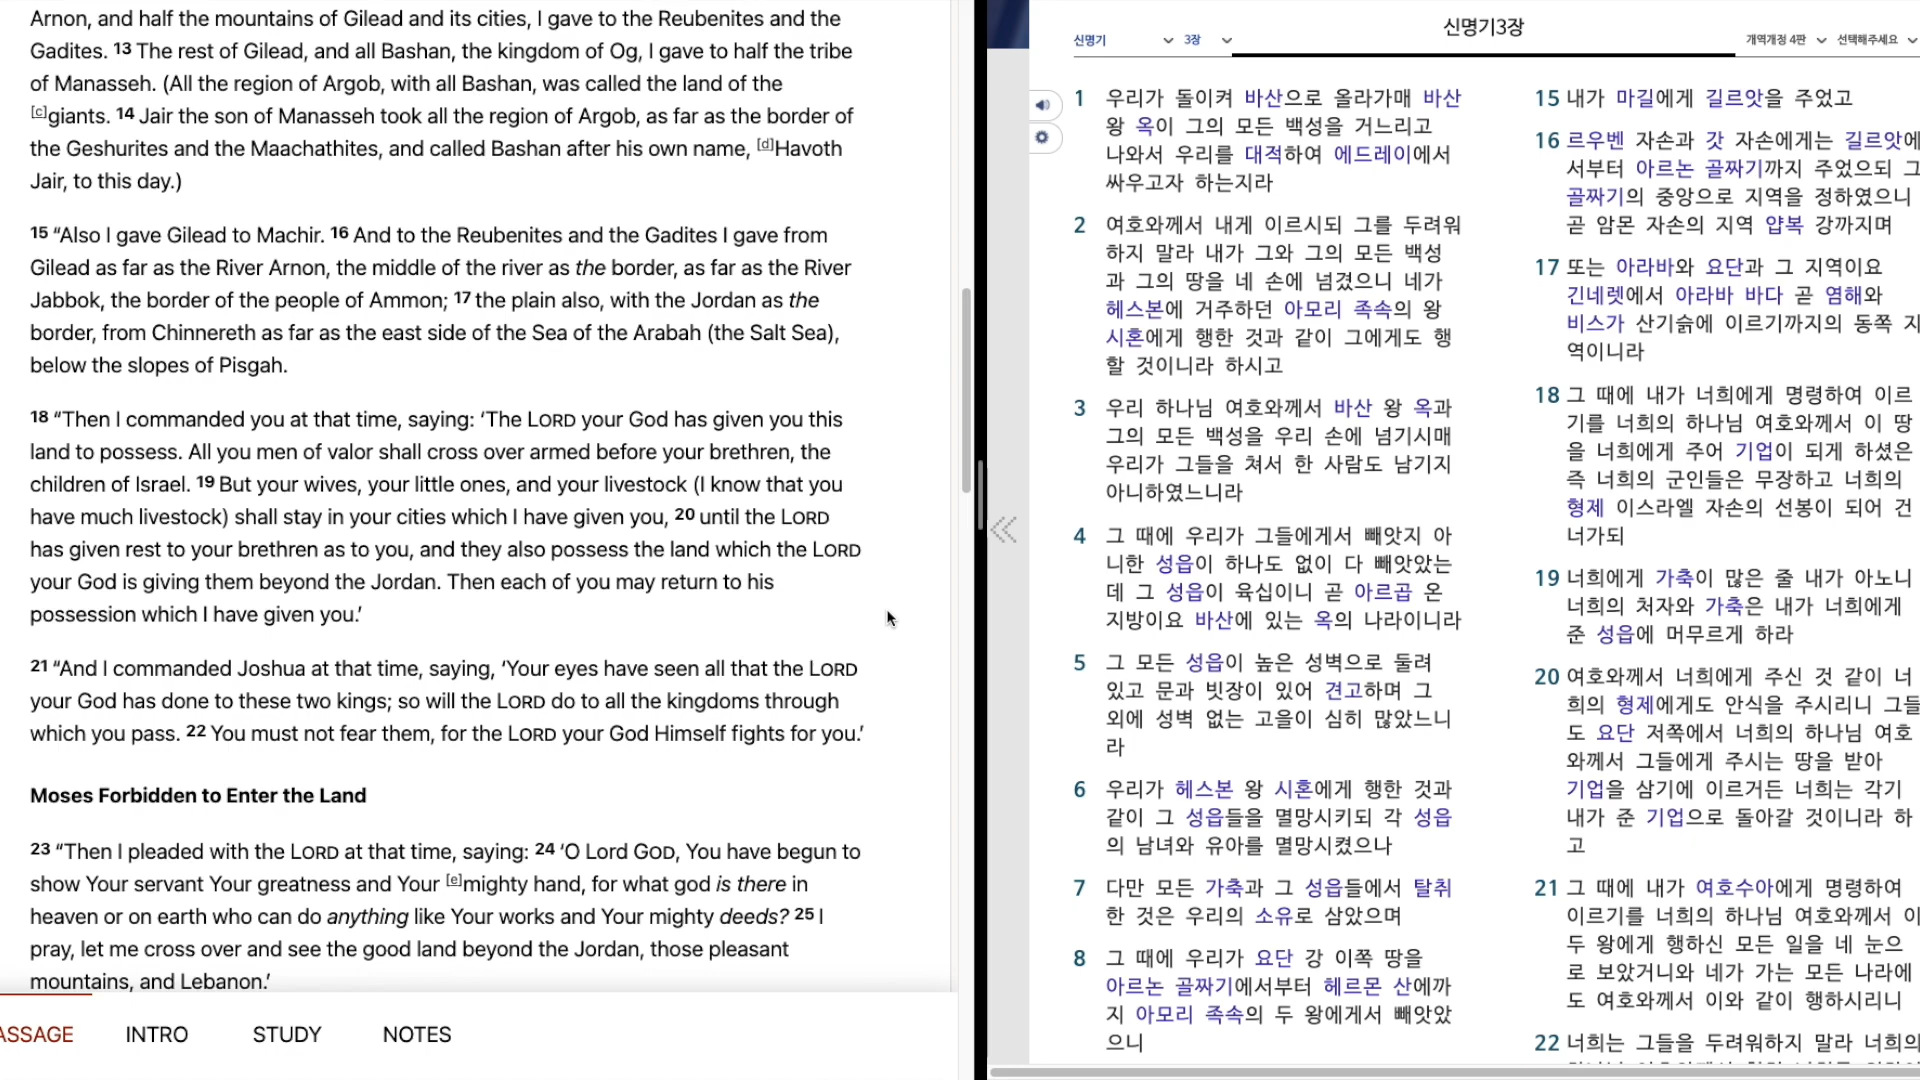 Arnon, and half the mountains of Gilead and its cities, I gave to the Reubenites and the
Gadites. 13 The rest of Gilead, and all Bashan, the kingdom of Og, I gave to half the tribe
of Manasseh. (All the region of Argob, with all Bashan, was called the land of the
[c]giants. 14 Jair the son of Manasseh took all the region of Argob, as far as the border of
the Geshurites and the Maachathites, and called Bashan after his own name, [d]Havoth
Jair, to this day.)
15 “Also I gave Gilead to Machir. 16 And to the Reubenites and the Gadites I gave from
Gilead as far as the River Arnon, the middle of the river as the border, as far as the River
Jabbok, the border of the people of Ammon; 17 the plain also, with the Jordan as the
border, from Chinnereth as far as the east side of the Sea of the Arabah (the Salt Sea),
below the slopes of Pisgah.
18 “Then I commanded you at that time, saying: ‘The LORD your God has given you this
land to possess. All you men of valor shall cross over armed before your brethren, the
children of Israel. 19 But your wives, your little ones, and your livestock (I know that you
have much livestock) shall stay in your cities which I have given you, 20 until the LORD
has given rest to your brethren as to you, and they also possess the land which the LORD
your God is giving them beyond the Jordan. Then each of you may return to his
possession which I have given you.’
21 “And I commanded Joshua at that time, saying, ‘Your eyes have seen all that the LORD
your God has done to these two kings; so will the LORD do to all the kingdoms through
which you pass. 22 You must not fear them, for the LORD your God Himself fights for you.’
Moses Forbidden to Enter the Land
23 “Then I pleaded with the LORD at that time, saying: 24 ‘O Lord GOD, You have begun to
show Your servant Your greatness and Your [e]mighty hand, for what god is there in
heaven or on earth who can do anything like Your works and Your mighty deeds? 25 I
pray, let me cross over and see the good land beyond the Jordan, those pleasant
mountains, and Lebanon.’
ASSAGE INTRO STUDY NOTES
신명기 3장 신명기3장 개역개정 4판 선택해주세요
1 우리가 돌이켜 바산으로 올라가매 바산
왕 옥이 그의 모든 백성을 거느리고
나와서 우리를 대적하여 에드레이에서
싸우고자 하는지라
2 여호와께서 내게 이르시되 그를 두려워
하지 말라 내가 그와 그의 모든 백성
과 그의 땅을 네 손에 넘겼으니 네가
헤스본에 거주하던 아모리 족속의 왕
시혼에게 행한 것과 같이 그에게도 행
할 것이니라 하시고
3 우리 하나님 여호와께서 바산 왕 옥과
그의 모든 백성을 우리 손에 넘기시매
우리가 그들을 쳐서 한 사람도 남기지
아니하였느니라
4 그 때에 우리가 그들에게서 빼앗지 아
니한 성읍이 하나도 없이 다 빼앗았는
데 그 성읍이 육십이니 곧 아르곱 온
지방이요 바산에 있는 옥의 나라이니라
5 그 모든 성읍이 높은 성벽으로 둘려
있고 문과 빗장이 있어 견고하며 그
외에 성벽 없는 고을이 심히 많았느니
라
6 우리가 헤스본 왕 시혼에게 행한 것과
같이 그 성읍들을 멸망시키되 각 성읍
의 남녀와 유아를 멸망시켰으나
7 다만 모든 가축과 그 성읍들에서 탈취
한 것은 우리의 소유로 삼았으며
8 그 때에 우리가 요단 강 이쪽 땅을
아르논 골짜기에서부터 헤르몬 산에까
지 아모리 족속의 두 왕에게서 빼앗았
으니
15 내가 마길에게 길르앗을 주었고
16 르우벤 자손과 갓 자손에게는 길르앗에
서부터 아르논 골짜기까지 주었으되 그
골짜기의 중앙으로 지역을 정하였으니
곧 암몬 자손의 지역 얍복 강까지며
17 또는 아라바와 요단과 그 지역이요
긴네렛에서 아라바 바다 곧 염해와
비스가 산기슭에 이르기까지의 동쪽 지
역이니라
18 그 때에 내가 너희에게 명령하여 이르
기를 너희의 하나님 여호와께서 이 땅
을 너희에게 주어 기업이 되게 하셨은
즉 너희의 군인들은 무장하고 너희의
형제 이스라엘 자손의 선봉이 되어 건
너가되
19 너희에게 가축이 많은 줄 내가 아노니
너희의 처자와 가축은 내가 너희에게
준 성읍에 머무르게 하라
20 여호와께서 너희에게 주신 것 같이 너
희의 형제에게도 안식을 주시리니 그들
도 요단 저쪽에서 너희의 하나님 여호
와께서 그들에게 주시는 땅을 받아
기업을 삼기에 이르거든 너희는 각기
내가 준 기업으로 돌아갈 것이니라 하
고
21 그 때에 내가 여호수아에게 명령하여
이르기를 너희의 하나님 여호와께서 이
두 왕에게 행하신 모든 일을 네 눈으
로 보았거니와 네가 가는 모든 나라에
도 여호와께서 이와 같이 행하시리니
22 너희는 그들을 두려워하지 말라 너희의